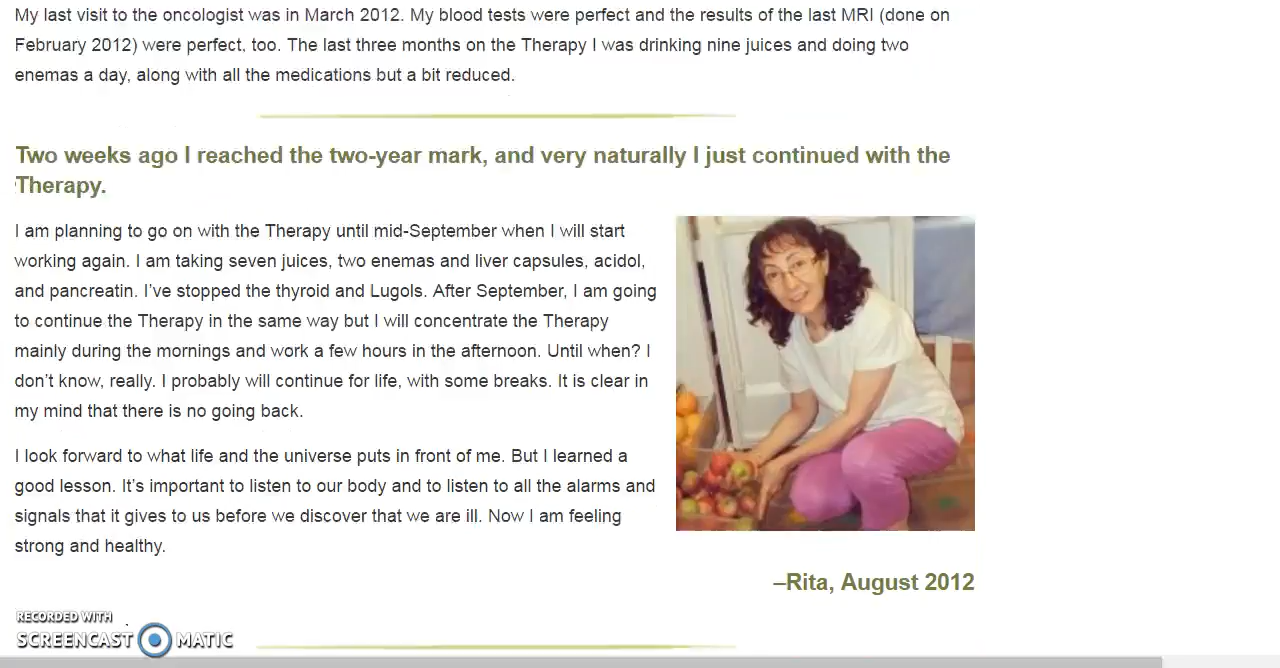 My last visit to the oncologist was in March 2012. My blood tests were perfect and the results of the last MRI (done on
February 2012) were perfect, too. The last three months on the Therapy I was drinking nine juices and doing two
enemas a day, along with all the medications but a bit reduced.
Two weeks ago I reached the two-year mark, and very naturally I just continued with the
Therapy.
I am planning to go on with the Therapy until mid-September when I will start
working again. I am taking seven juices, two enemas and liver capsules, acidol,
and pancreatin. I’ve stopped the thyroid and Lugols. After September, I am going
to continue the Therapy in the same way but I will concentrate the Therapy
mainly during the mornings and work a few hours in the afternoon. Until when? I
don’t know, really. I probably will continue for life, with some breaks. It is clear in
my mind that there is no going back.
I look forward to what life and the universe puts in front of me. But I learned a
good lesson. It’s important to listen to our body and to listen to all the alarms and
signals that it gives to us before we discover that we are ill. Now I am feeling
strong and healthy.
–Rita, August 2012
RECORDED WITH
SCREENCAST MATIC